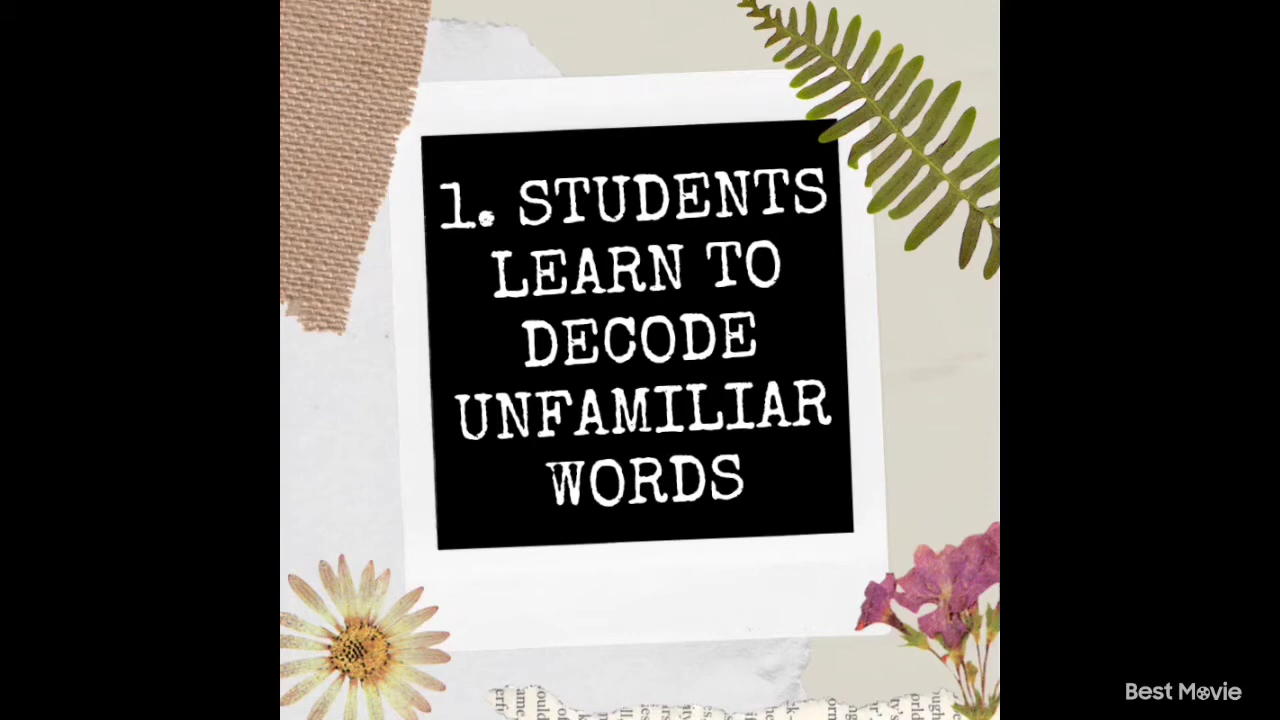 1. STUDENTS
LEARN TO
DECODE
UNFAMILIAR
WORDS
Best Movie